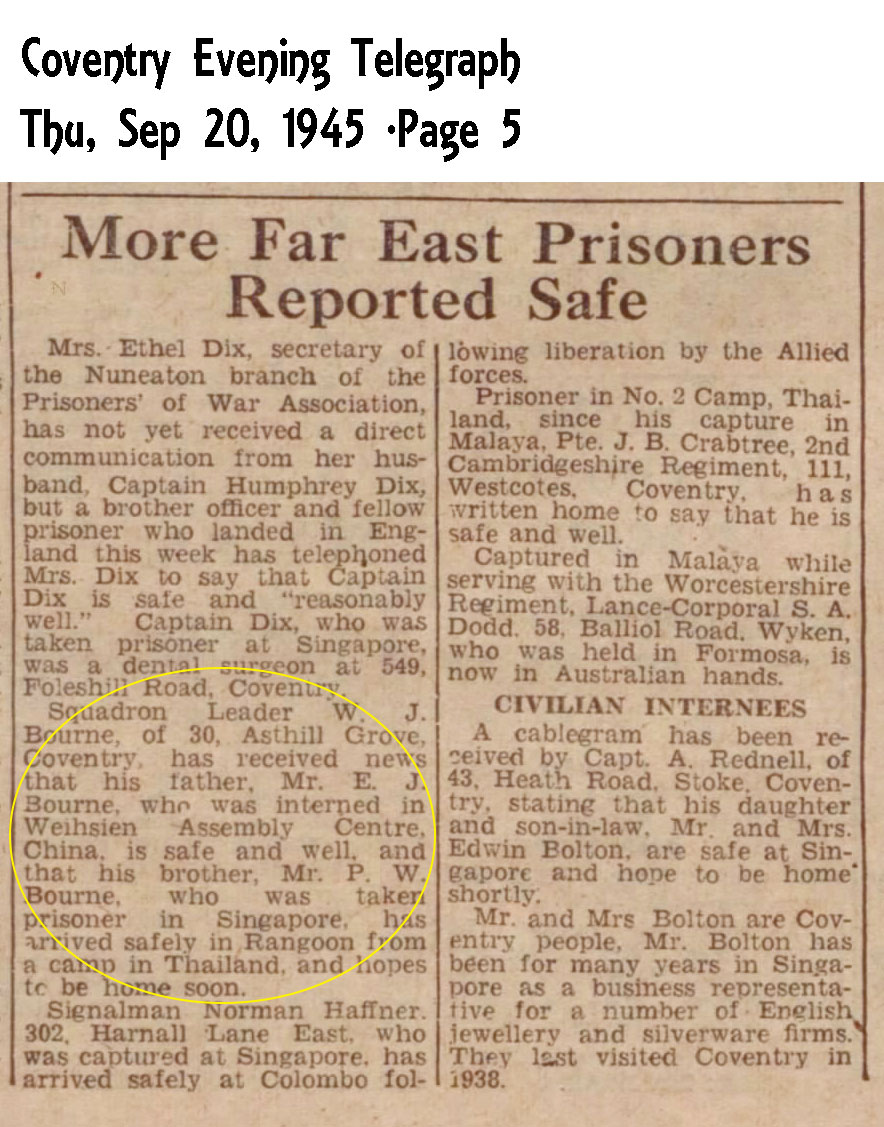 Coventry Evening Telegraph
Thu, Sep 20, 1945 ·Page 5
More Far East Prisoners
Reported Safe
Mrs. Ethel Dix, secretary of
the Nuneaton branch of the
Prisoners' of War Association,
has not yet received a direct
communication from her hus-
band, Captain Humphrey Dix,
but a brother officer and fellow
prisoner who landed in Eng-
land this week has telephoned
Mrs. Dix to say that Captain
Dix is safe and "reasonably
well." Captain Dix, who was
taken prisoner at Singapore,
was a dental surgeon at 549,
Foleshill Road, Coventry.
Squadron Leader W. J.
Bourne, of 30, Asthill Grove,
Coventry, has received news
that his father, Mr. E. J.
Bourne, who was interned in
Weihsien Assembly Centre,
China, is safe and well, and
that his brother, Mr. P. W.
Bourne, who was taken
prisoner in Singapore, has
arrived safely in Rangoon from
a camp in Thailand, and hopes
to be home soon.
Signalman Norman Haffner.
302, Harnall Lane East, who
was captured at Singapore, has
arrived safely at Colombo fol-
lowing liberation by the Allied
forces.
Prisoner in No. 2 Camp, Thai-
land, since his capture in
Malaya, Pte. J. B. Crabtree, 2nd
Cambridgeshire Regiment, 111,
Westcotes, Coventry, has
written home to say that he is
safe and well.
Captured in Malaya while
serving with the Worcestershire
Regiment, Lance-Corporal S. A.
Dodd, 58, Balliol Road, Wyken,
who was held in Formosa, is
now in Australian hands.
CIVILIAN INTERNEES
A cablegram has been re-
ceived by Capt. A. Rednell, of
43, Heath Road, Stoke, Coven-
try, stating that his daughter
and son-in-law, Mr. and Mrs.
Edwin Bolton, are safe at Sin-
gapore and hope to be home
shortly.
Mr. and Mrs Bolton are Cov-
entry people, Mr. Bolton has
been for many years in Singa-
pore as a business representa-
tive for a number of English
jewellery and silverware firms.
They last visited Coventry in
1938.